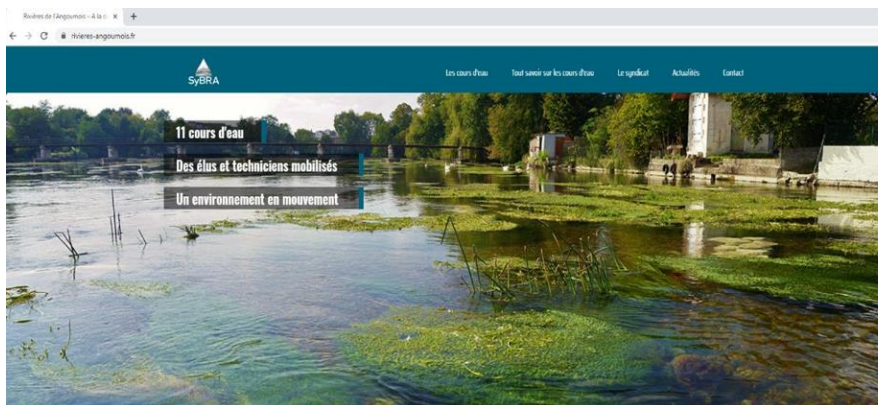 Rivières de l'Angoumois – A la d
rivieres-angoumois.fr
SyBRA
Les cours d'eau Tout savoir sur les cours d'eau Le syndicat Actualités Contact
11 cours d'eau
Des élus et techniciens mobilisés
Un environnement en mouvement